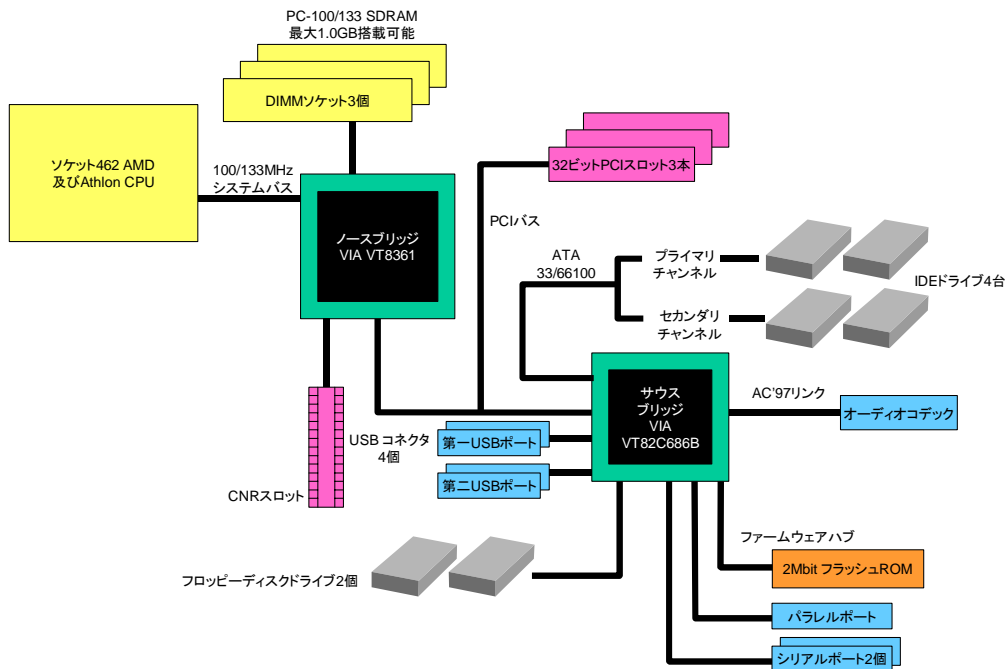 PC-100/133 SDRAM
最大1.0GB搭載可能
DIMMソケット3個
ソケット462 AMD
及びAthlon CPU
100/133MHz
システムバス
32ビットPCIスロット3本
PCIバス
ノースブリッジ
VIA VT8361
ATA
33/66100
プライマリ
チャンネル
IDEドライブ4台
セカンダリ
チャンネル
サウス
ブリッジ
VIA
VT82C686B
AC'97リンク
オーディオコデック
USB コネクタ
4個
第一USBポート
第二USBポート
CNRスロット
ファームウェアハブ
2Mbit フラッシュROM
フロッピーディスクドライブ2個
パラレルポート
シリアルポート2個